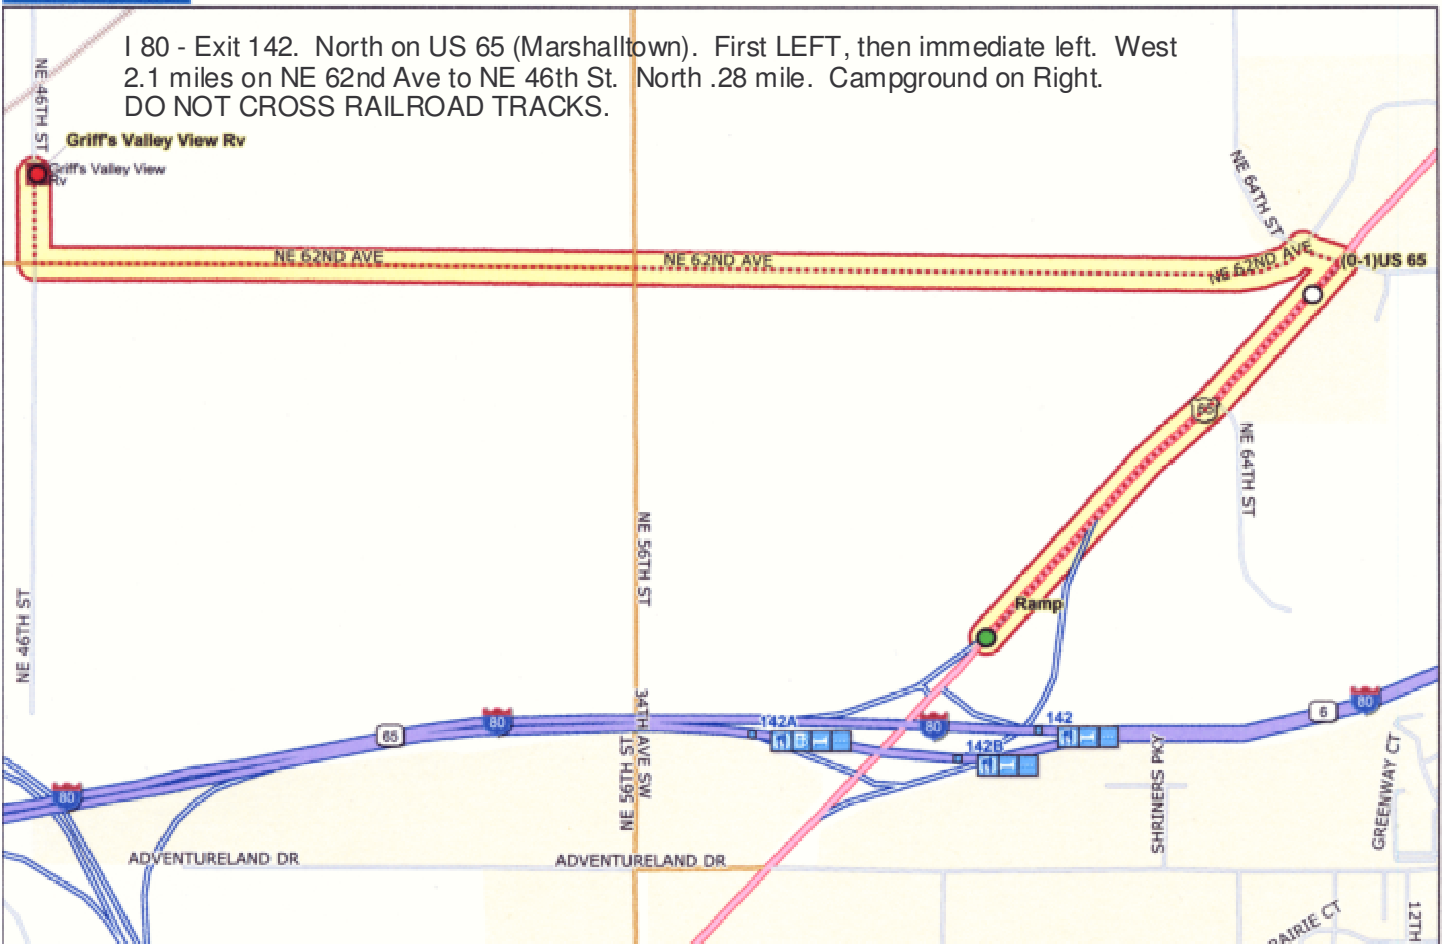 I 80 - Exit 142. North on US 65 (Marshalltown). First LEFT, then immediate left. West
2.1 miles on NE 62nd Ave to NE 46th St. North .28 mile. Campground on Right.
DO NOT CROSS RAILROAD TRACKS.
NE 46TH ST
Griff's Valley View Rv
Griff's Valley View
Rv
NE 64TH ST
NE 62ND AVE
NE 62ND AVE
NE 62ND AVE
(0-1)US 65
65
NE 64TH ST
NE 56TH ST
Ramp
NE 46TH ST
34TH AVE SW
NE 56TH ST
80
65
80
142A
80
142
142B
6
80
SHRINERS PKY
GREENWAY CT
ADVENTURELAND DR
ADVENTURELAND DR
AIRIE CT
12TH